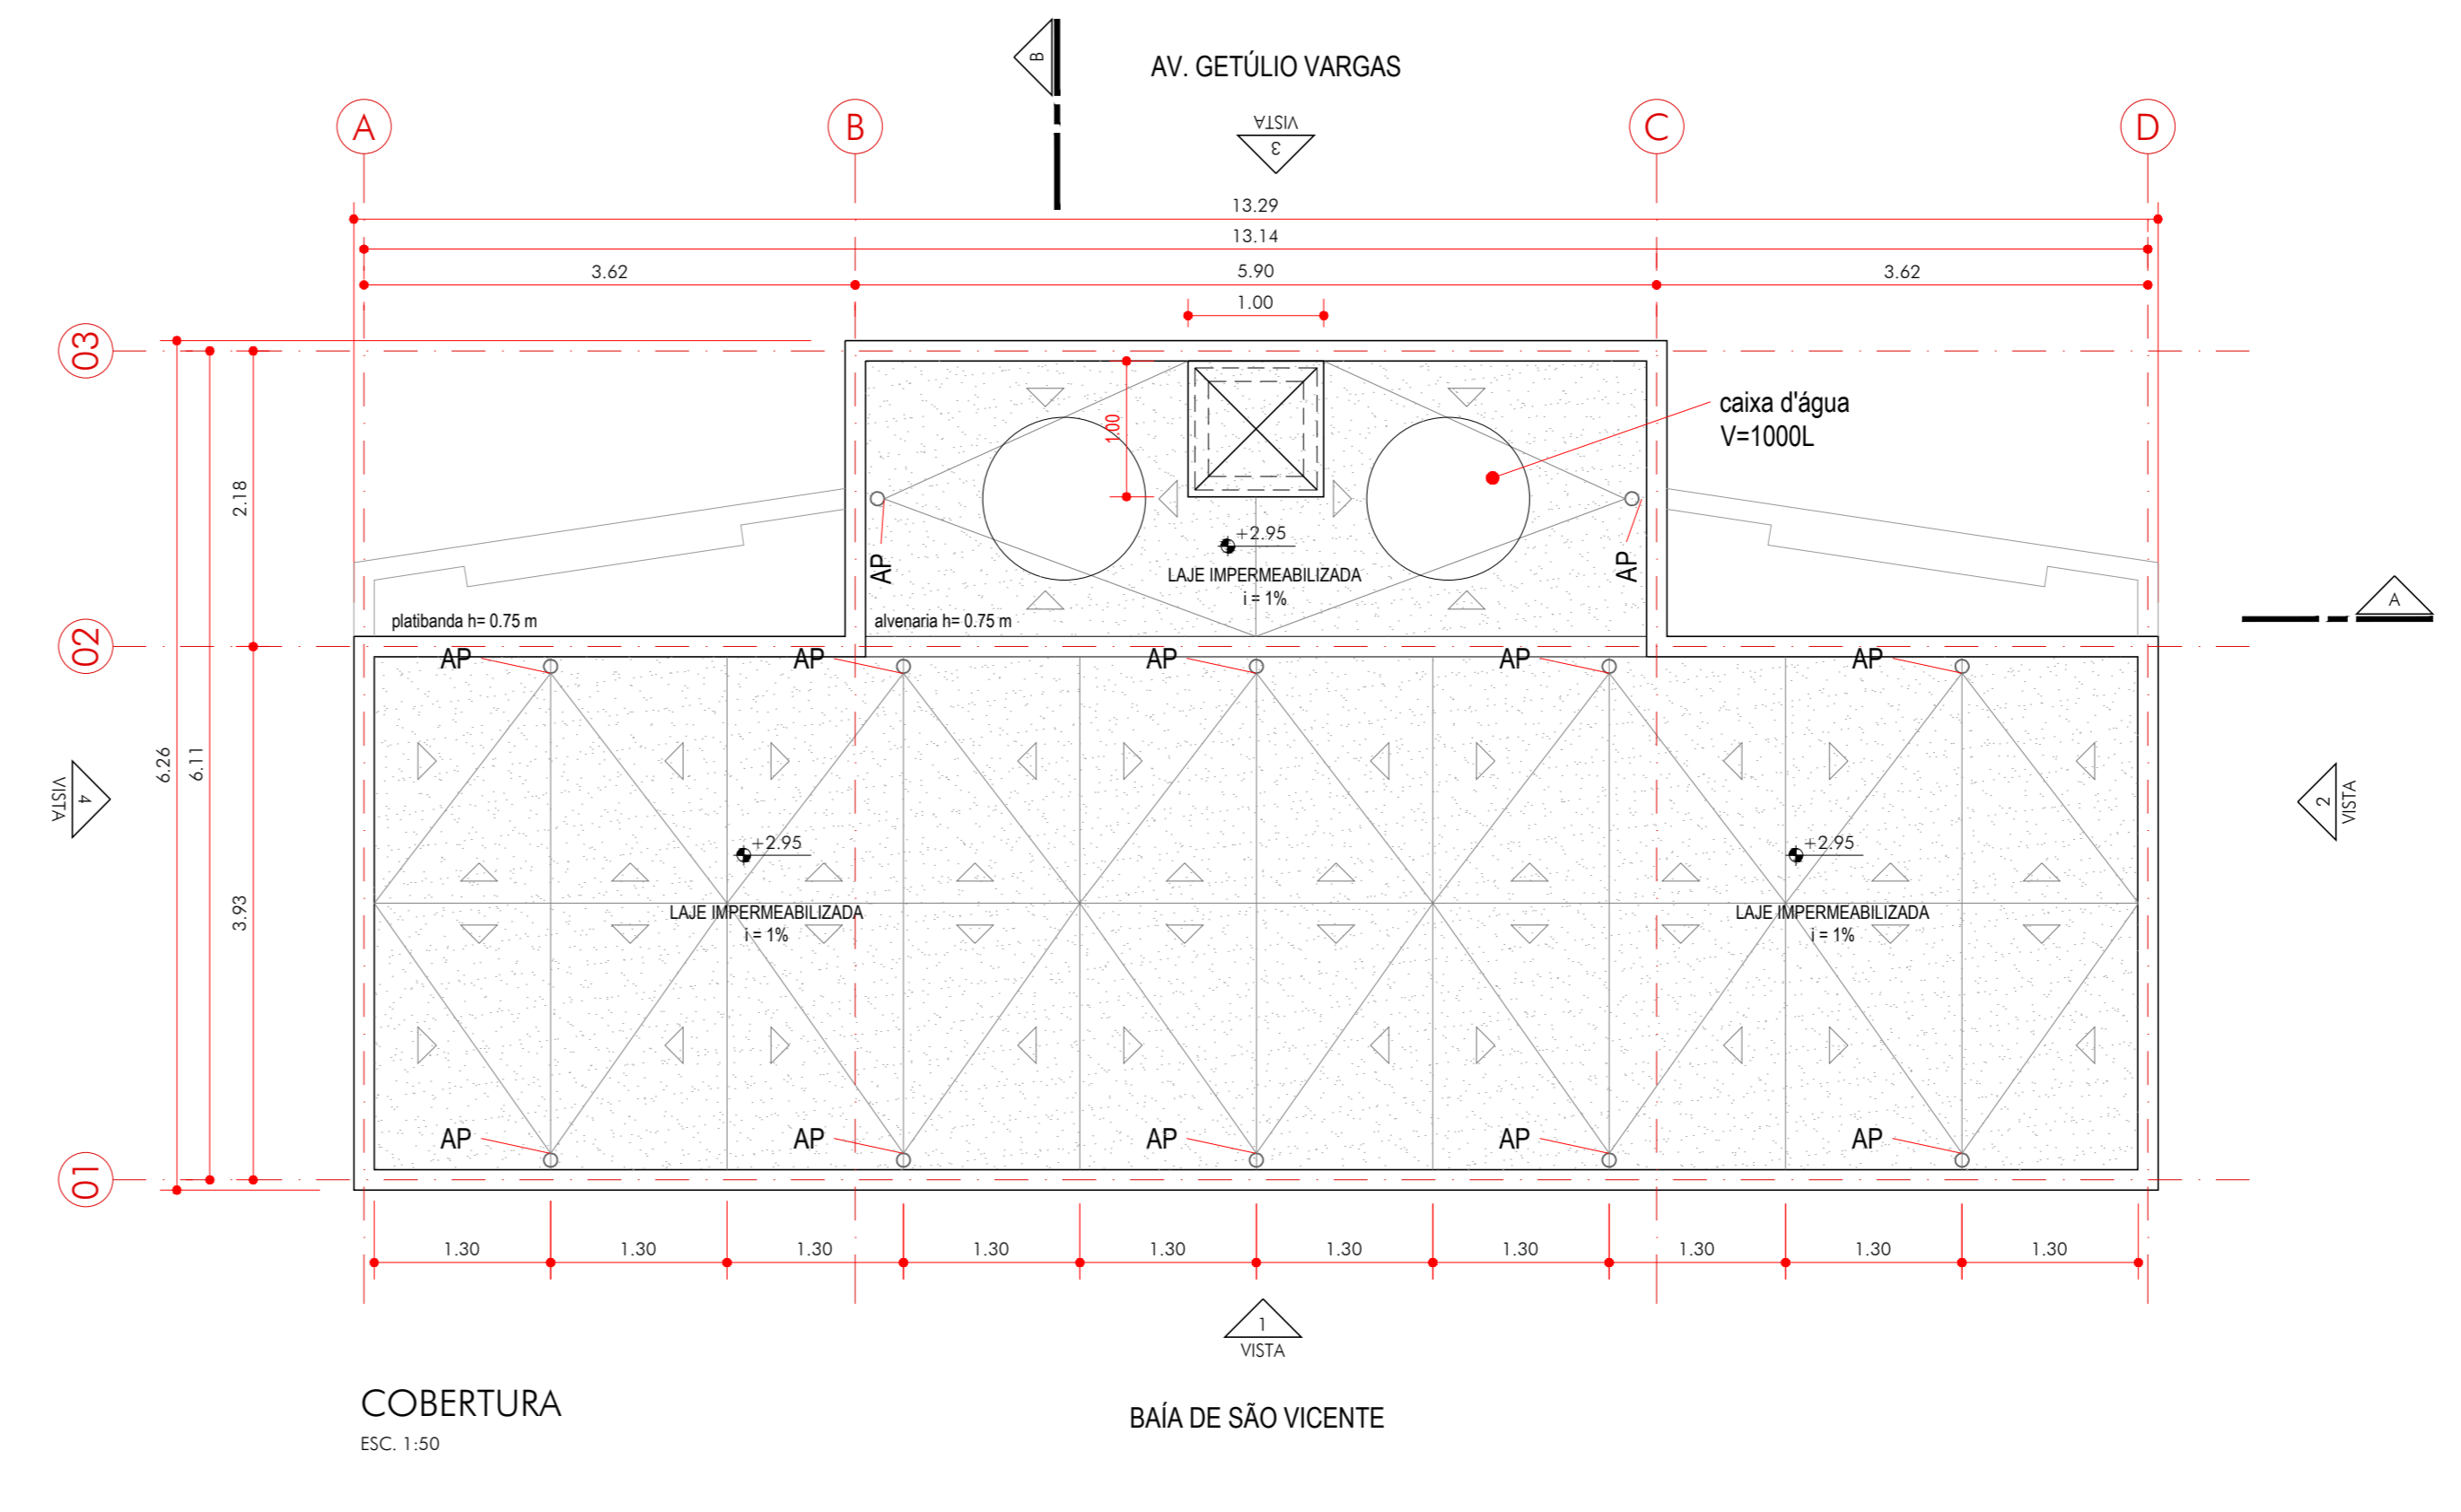 B
AV. GETÚLIO VARGAS
A
B
C
D
VISTA
3
13.29
13.14
3.62
5.90
3.62
1.00
03
1.00
caixa d'água
V=1000L
2.18
+2.95
AP
AP
LAJE IMPERMEABILIZADA
i = 1%
A
platibanda h= 0.75 m
alvenaria h= 0.75 m
02
AP
AP
AP
AP
AP
6.26
6.11
VISTA
4
2
VISTA
+2.95
+2.95
3.93
LAJE IMPERMEABILIZADA
i = 1%
LAJE IMPERMEABILIZADA
i = 1%
AP
AP
AP
AP
AP
01
1.30
1.30
1.30
1.30
1.30
1.30
1.30
1.30
1.30
1.30
1
VISTA
COBERTURA
ESC. 1:50
BAÍA DE SÃO VICENTE